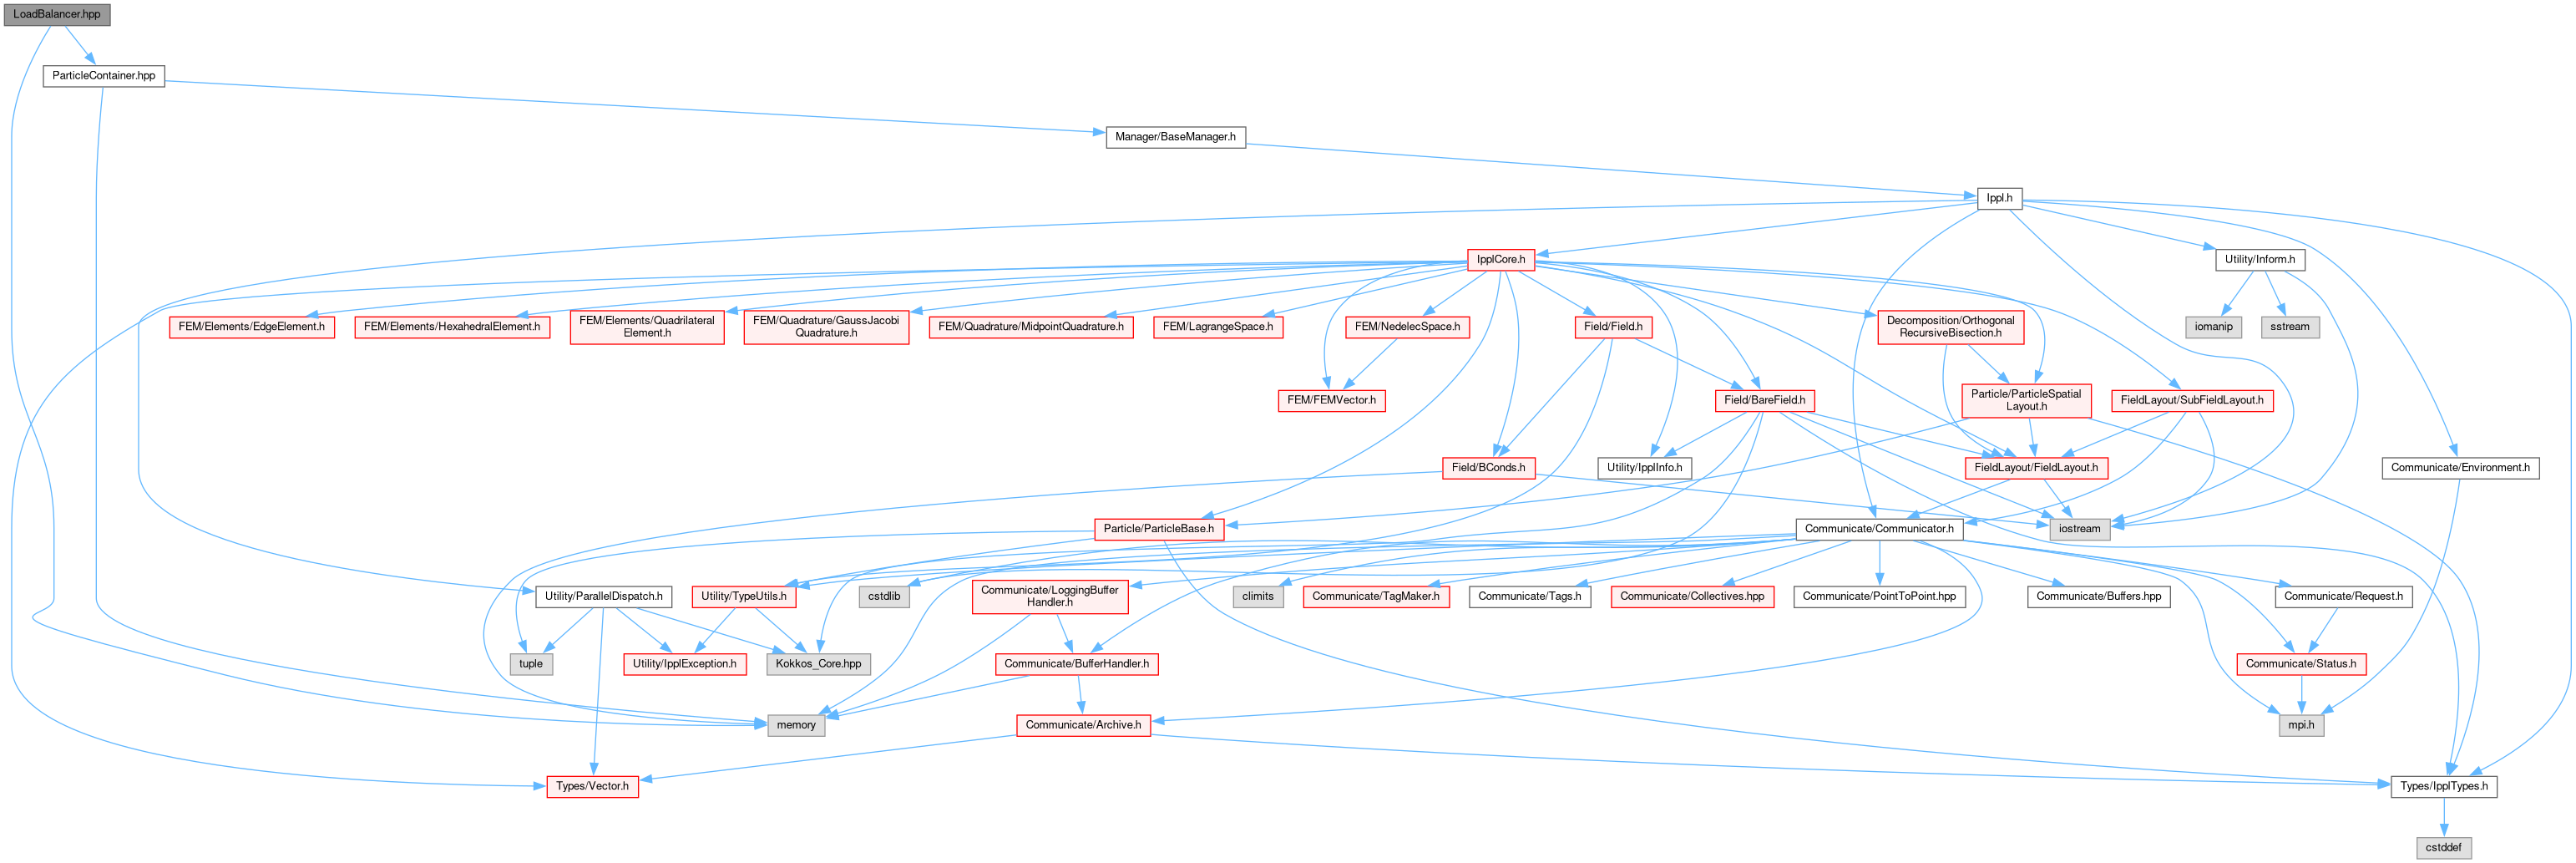 LoadBalancer.hpp
ParticleContainer.hpp
Manager/BaseManager.h
Ippl.h
IpplCore.h
Utility/Inform.h
FEM/Elements/EdgeElement.h
FEM/Elements/HexahedralElement.h
FEM/Elements/Quadrilateral
Element.h
FEM/Quadrature/GaussJacobi
Quadrature.h
FEM/Quadrature/MidpointQuadrature.h
FEM/LagrangeSpace.h
FEM/NedelecSpace.h
Field/Field.h
Decomposition/Orthogonal
RecursiveBisection.h
iomanip
sstream
FEM/FEMVector.h
Field/BareField.h
Particle/ParticleSpatial
Layout.h
FieldLayout/SubFieldLayout.h
Field/BConds.h
Utility/IpplInfo.h
FieldLayout/FieldLayout.h
Communicate/Environment.h
Particle/ParticleBase.h
Communicate/Communicator.h
iostream
Utility/ParallelDispatch.h
Utility/TypeUtils.h
cstdlib
Communicate/LoggingBuffer
Handler.h
climits
Communicate/TagMaker.h
Communicate/Tags.h
Communicate/Collectives.hpp
Communicate/PointToPoint.hpp
Communicate/Buffers.hpp
Communicate/Request.h
tuple
Utility/IpplException.h
Kokkos_Core.hpp
Communicate/BufferHandler.h
Communicate/Status.h
memory
Communicate/Archive.h
mpi.h
Types/Vector.h
Types/IpplTypes.h
cstddef